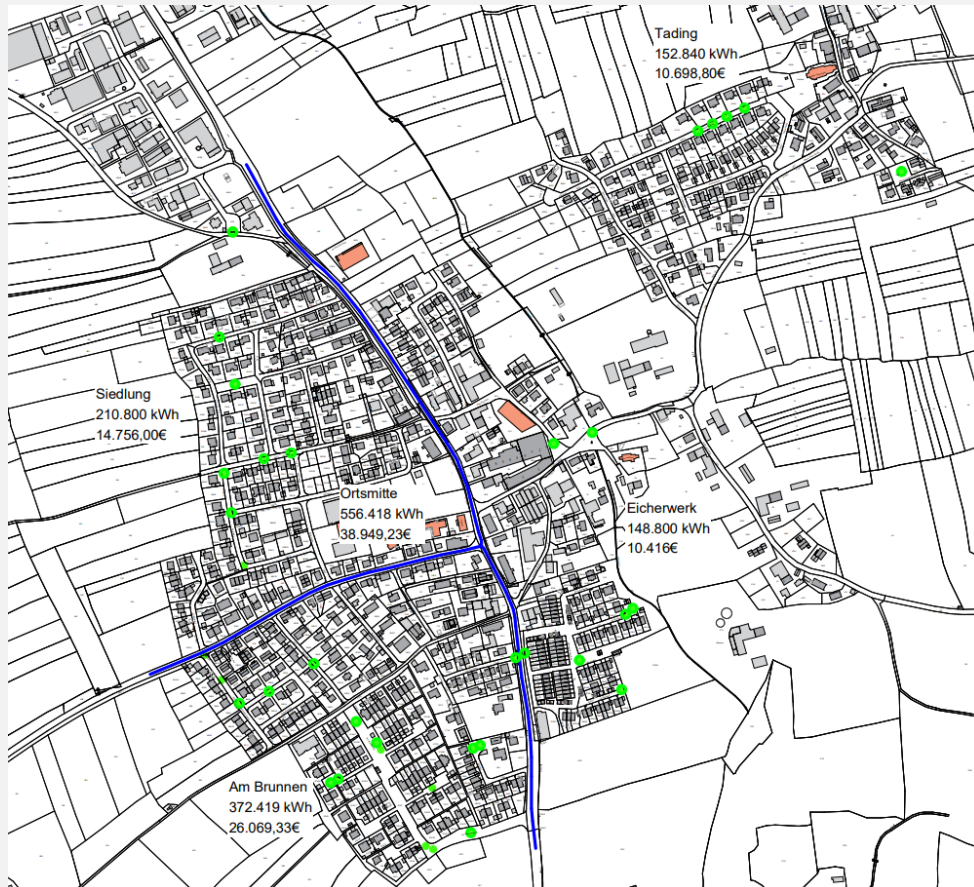 Tading
152.840 kWh
10.698,80€
Siedlung
210.800 kWh
14.756,00€
Ortsmitte
556.418 kWh
38.949,23€
Eicherwerk
148.800 kWh
10.416€
Am Brunnen
372.419 kWh
26.069,33€